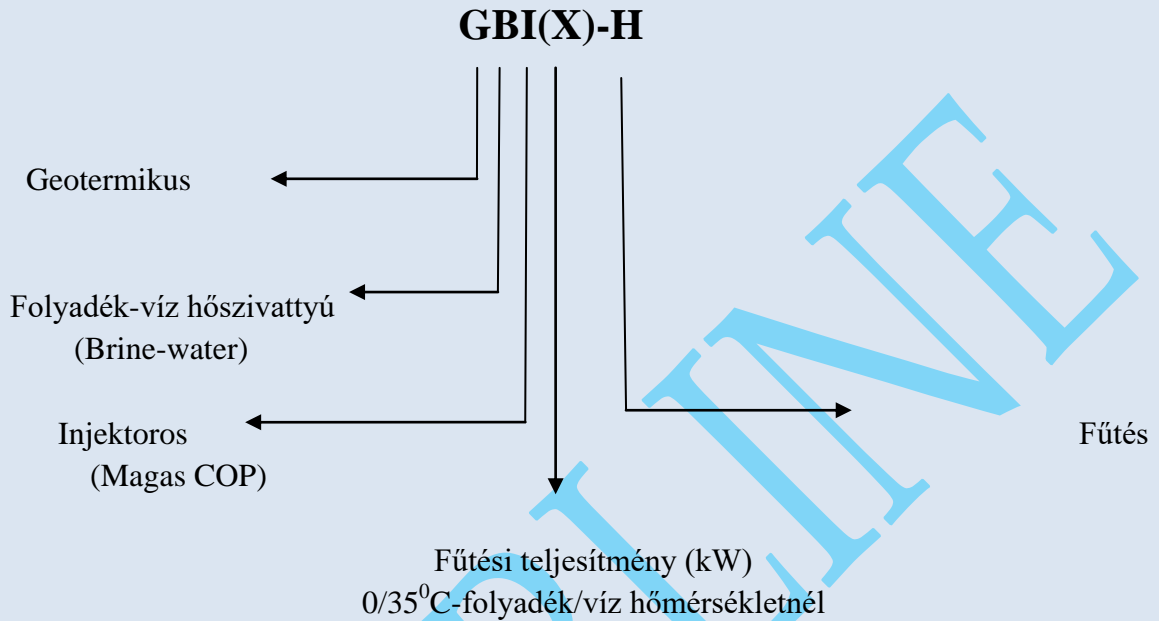 GBI(X)-H
Geotermikus
Folyadék-víz hőszivattyú
(Brine-water)
Injektoros
(Magas COP)
Fűtés
Fűtési teljesítmény (kW)
0/35⁰C-folyadék/víz hőmérsékletnél